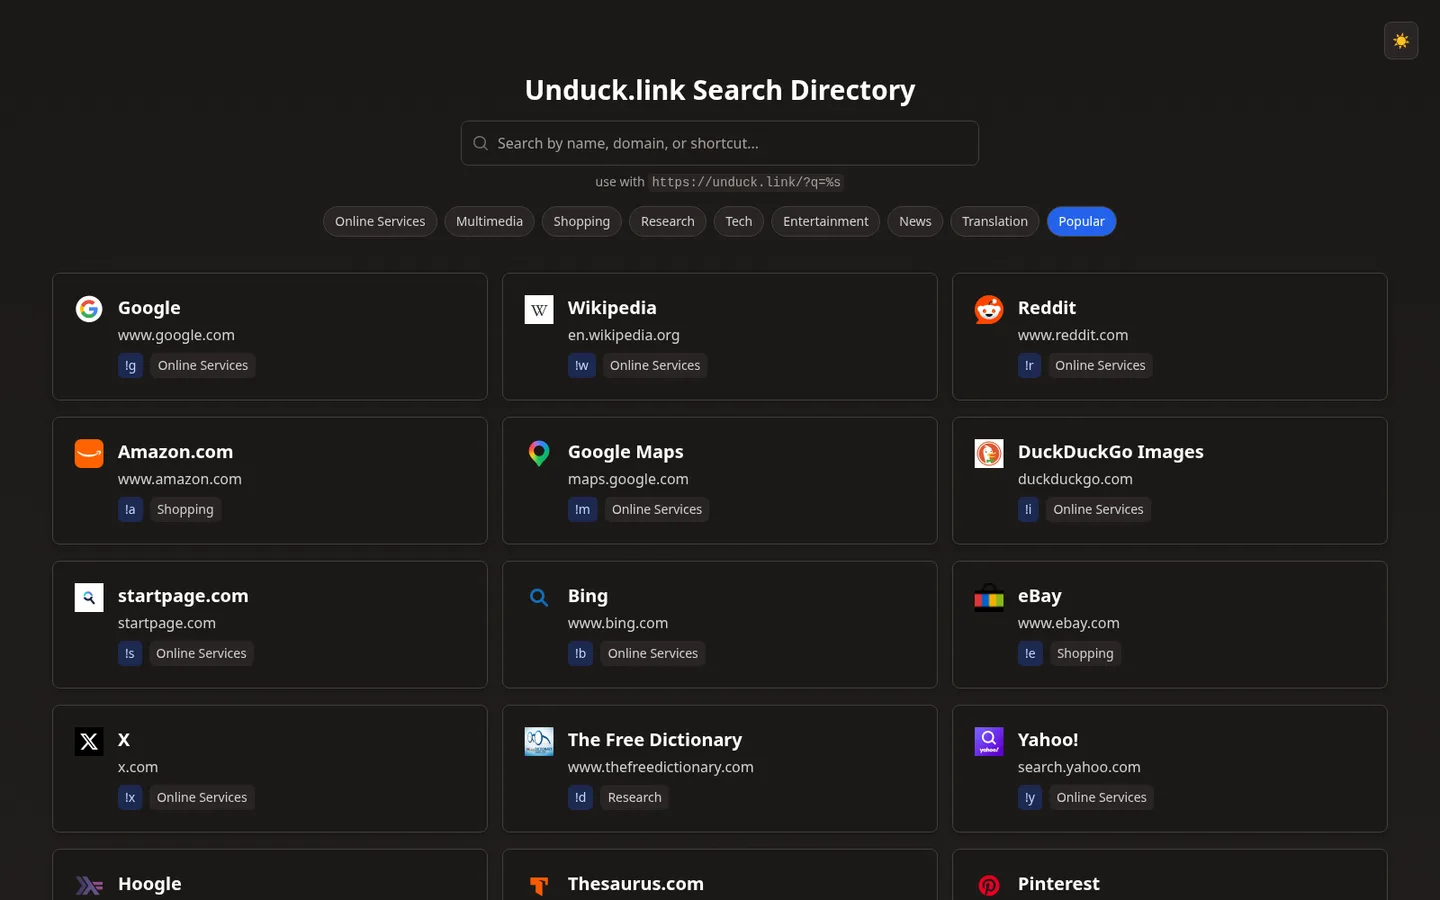 Unduck.link Search Directory
Search by name, domain, or shortcut...
use with https://unduck.link/?q=%s
Online Services Multimedia Shopping Research Tech Entertainment News Translation Popular
Google
www.google.com
!g Online Services
W
Wikipedia
en.wikipedia.org
!w Online Services
Reddit
www.reddit.com
!r Online Services
Amazon.com
www.amazon.com
!a Shopping
Google Maps
maps.google.com
!m Online Services
DuckDuckGo Images
duckduckgo.com
!i Online Services
startpage.com
startpage.com
!s Online Services
Bing
www.bing.com
!b Online Services
eBay
www.ebay.com
!e Shopping
X
x.com
!x Online Services
The Free Dictionary
www.thefreedictionary.com
!d Research
yahoo!
Yahoo!
search.yahoo.com
!y Online Services
Hoogle
Thesaurus.com
Pinterest